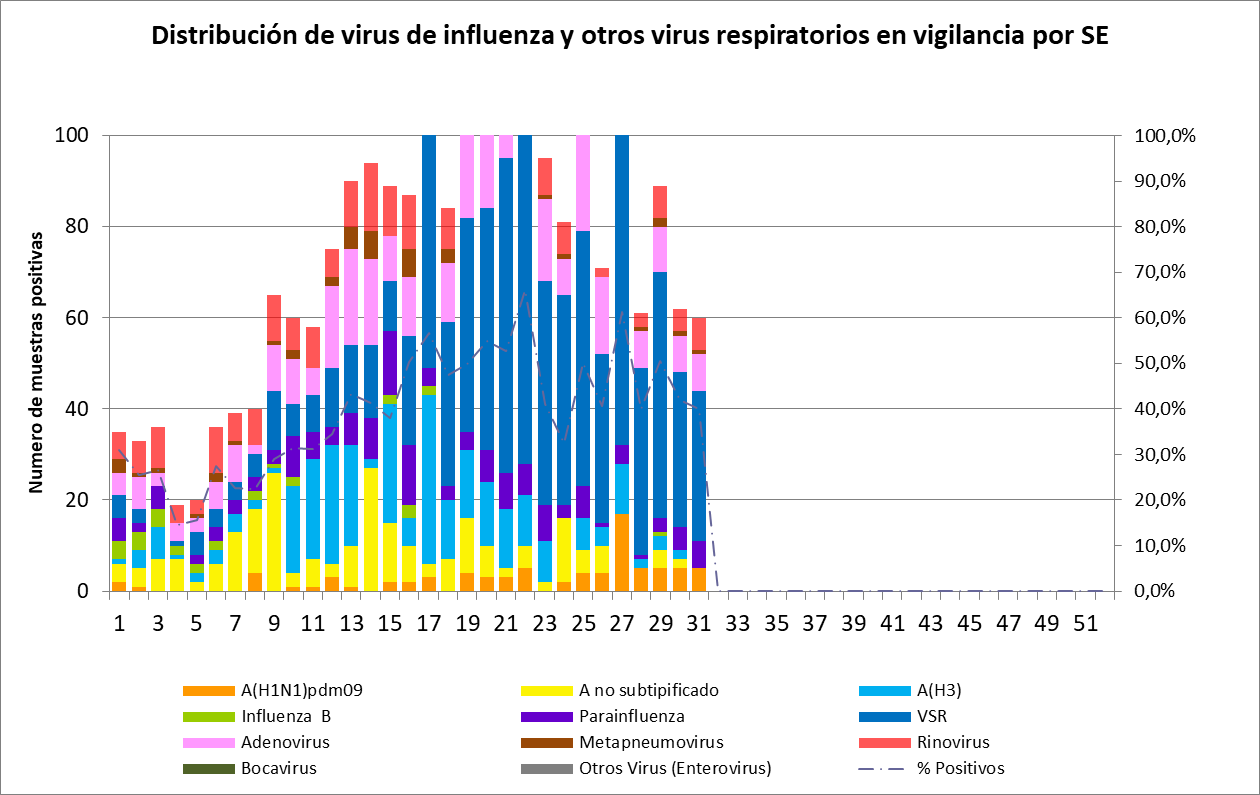 Distribución de virus de influenza y otros virus respiratorios en vigilancia por SE
Numero de muestras positivas
100
80
60
40
20
0
100,0%
90,0%
80,0%
70,0%
60,0%
50,0%
40,0%
30,0%
20,0%
10,0%
0,0%
1 3 5 7 9 11 13 15 17 19 21 23 25 27 29 31 33 35 37 39 41 43 45 47 49 51
A(H1N1)pdm09 A no subtipificado A(H3)
Influenza B Parainfluenza VSR
Adenovirus Metapneumovirus Rinovirus
Bocavirus Otros Virus (Enterovirus) % Positivos